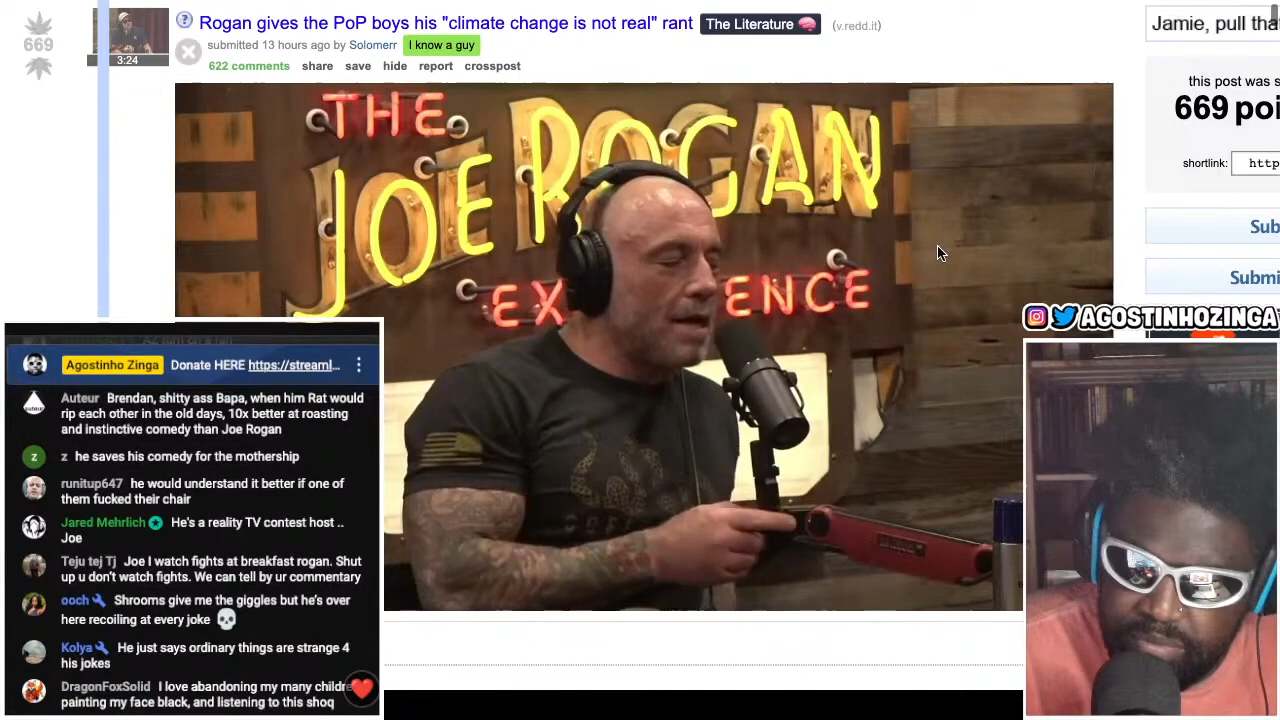 669
3:24
Rogan gives the PoP boys his "climate change is not real" rant
The Literature
(v.redd.it)
submitted 13 hours ago by Solomerr
I know a guy
622 comments share save hide report crosspost
Jamie, pull tha
this post was s
669 poi
shortlink:
http
Sub
Submi
THE
JOE ROGAN
EX ENCE
AGOSTINHOZINGA
Agostinho Zinga Donate HERE https://streaml...
Auteur Brendan, shitty ass Bapa, when him Rat would
rip each other in the old days, 10x better at roasting
and instinctive comedy than Joe Rogan
z he saves his comedy for the mothership
runitup647 he would understand it better if one of
them fucked their chair
Jared Mehrlich He's a reality TV contest host ..
Joe
Teju tej Tj Joe I watch fights at breakfast rogan. Shut
up u don't watch fights. We can tell by ur commentary
ooch Shrooms give me the giggles but he's over
here recoiling at every joke
Kolya He just says ordinary things are strange 4
his jokes
DragonFoxSolid I love abandoning my many childre
painting my face black, and listening to this shoq